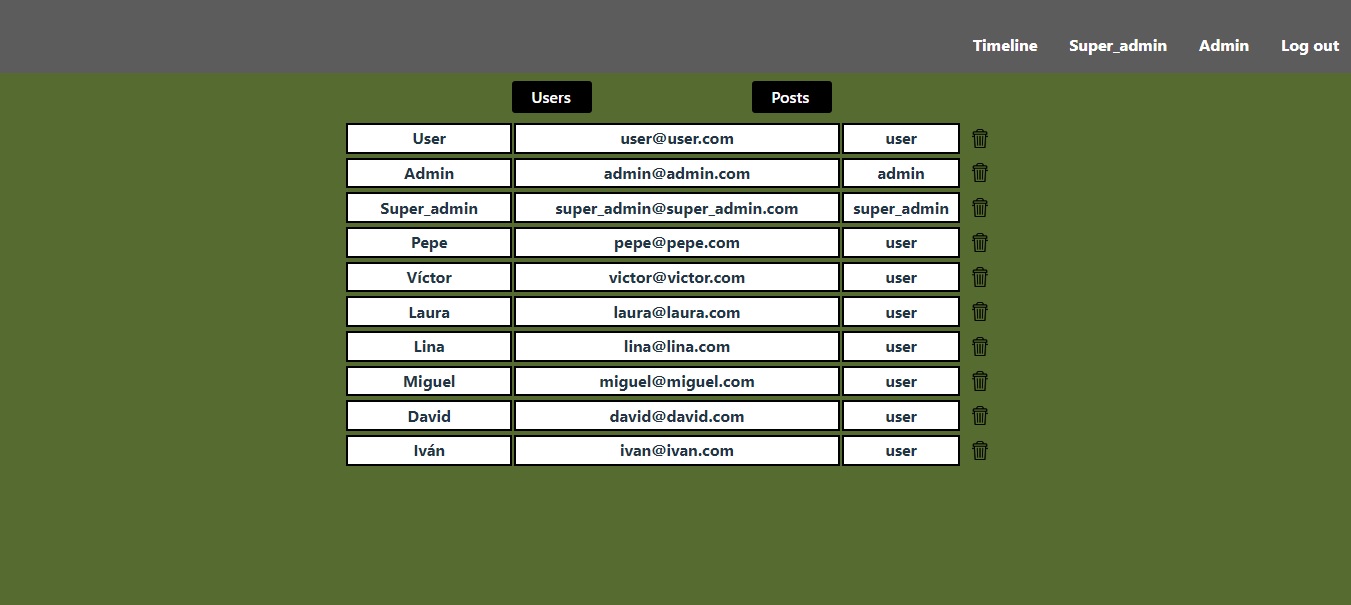 Timeline Super_admin Admin Log out
Users Posts
User user@user.com user
Admin admin@admin.com admin
Super_admin super_admin@super_admin.com super_admin
Pepe pepe@pepe.com user
Víctor victor@victor.com user
Laura laura@laura.com user
Lina lina@lina.com user
Miguel miguel@miguel.com user
David david@david.com user
Iván ivan@ivan.com user